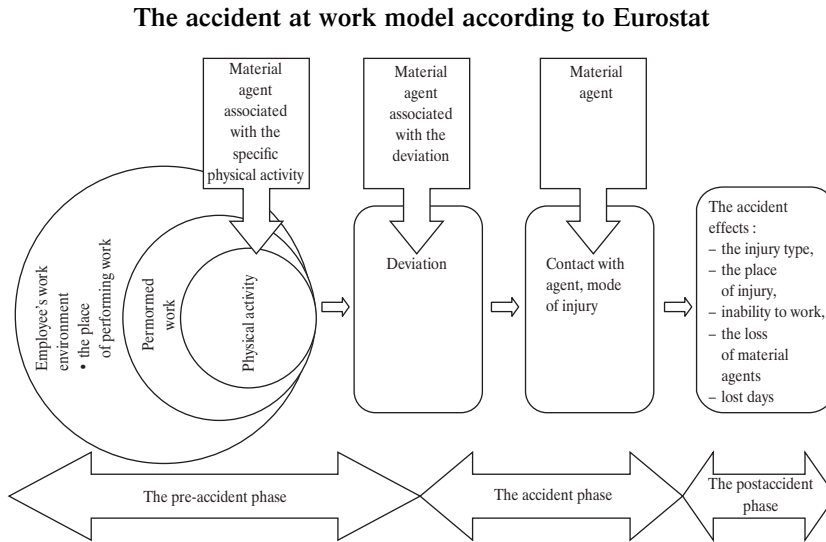 The accident at work model according to Eurostat
Material
agent
associated
with the
specific
physical activity
Material
agent
associated
with the
deviation
Material
agent
Employee's work
environment
• the place
of performing work
Permormed
work
Physical activity
Deviation
Contact with
agent, mode
of injury
The accident
effects :
– the injury type,
– the place
of injury,
– inability to work,
– the loss
of material
agents
– lost days
The pre-accident phase
The accident phase
The postaccident
phase